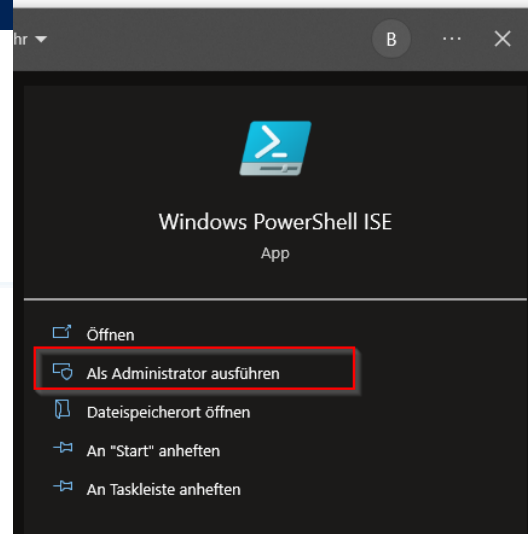 hr
B
Windows PowerShell ISE
App
Öffnen
Als Administrator ausführen
Dateispeicherort öffnen
An "Start" anheften
An Taskleiste anheften